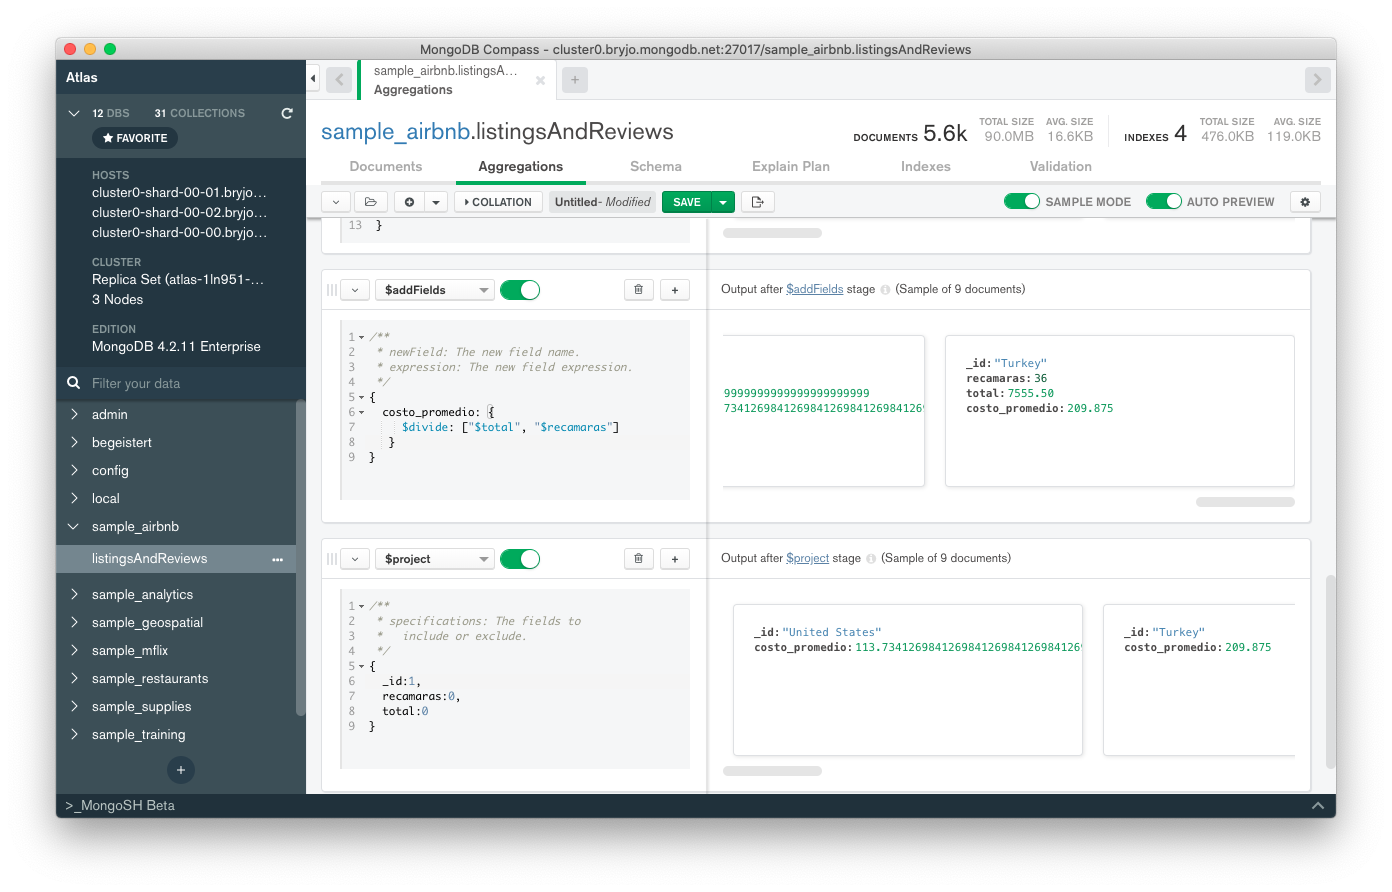 MongoDB Compass - cluster0.bryjo.mongodb.net:27017/sample_airbnb.listingsAndReviews
Atlas
12 DBS 31 COLLECTIONS
FAVORITE
HOSTS
cluster0-shard-00-01.bryjo...
cluster0-shard-00-02.bryjo...
cluster0-shard-00-00.bryjo...
CLUSTER
Replica Set (atlas-1ln951-...
3 Nodes
EDITION
MongoDB 4.2.11 Enterprise
Filter your data
admin
begeistert
config
local
sample_airbnb
listingsAndReviews
sample_analytics
sample_geospatial
sample_mflix
sample_restaurants
sample_supplies
sample_training
+
>_MongoSH Beta
sample_airbnb.listingsA...
Aggregations
sample_airbnb.listingsAndReviews
DOCUMENTS 5.6k TOTAL SIZE 90.0MB AVG. SIZE 16.6KB INDEXES 4 TOTAL SIZE 476.0KB AVG. SIZE 119.0KB
Documents Aggregations Schema Explain Plan Indexes Validation
COLLATION Untitled- Modified SAVE SAMPLE MODE AUTO PREVIEW
13 }
$addFields
Output after $addFields stage (Sample of 9 documents)
1 /**
2 * newField: The new field name.
3 * expression: The new field expression.
4 */
5 {
6 costo_promedio: {
7 $divide: ["$total", "$recamaras"]
8 }
9 }
9999999999999999999999
734126984126984126984126984126
_id: "Turkey"
recamaras: 36
total: 7555.50
costo_promedio: 209.875
$project
Output after $project stage (Sample of 9 documents)
1 /**
2 * specifications: The fields to
3 * include or exclude.
4 */
5 {
6 _id:1,
7 recamaras:0,
8 total:0
9 }
_id: "United States"
costo_promedio: 113.734126984126984126984126984126
_id: "Turkey"
costo_promedio: 209.875